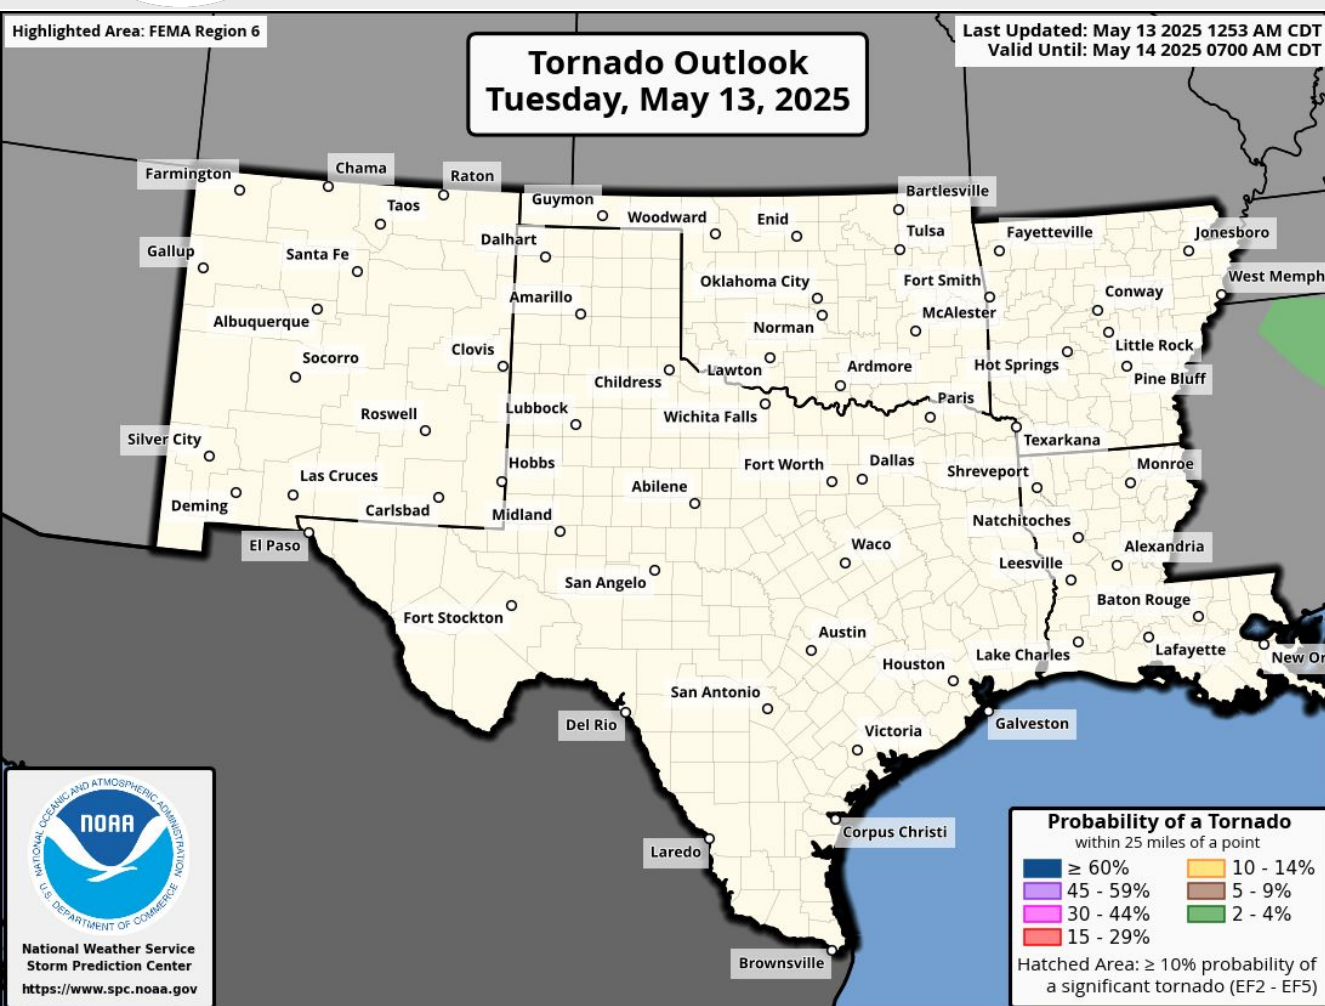 Highlighted Area: FEMA Region 6
Last Updated: May 13 2025 1253 AM CDT
Valid Until: May 14 2025 0700 AM CDT
Tornado Outlook
Tuesday, May 13, 2025
Farmington
Chama
Raton
Taos
Guymon
Woodward
Enid
Bartlesville
Tulsa
Fayetteville
Jonesboro
Gallup
Santa Fe
Dalhart
Oklahoma City
Fort Smith
West Memph
Conway
Amarillo
Albuquerque
Norman
McAlester
Little Rock
Socorro
Clovis
Childress
Lawton
Ardmore
Hot Springs
Pine Bluff
Roswell
Lubbock
Wichita Falls
Paris
Silver City
Texarkana
Las Cruces
Hobbs
Fort Worth
Dallas
Shreveport
Monroe
Deming
Carlsbad
Abilene
Midland
Natchitoches
El Paso
Waco
Alexandria
San Angelo
Leesville
Fort Stockton
Baton Rouge
Austin
Lake Charles
Lafayette
New Or
Houston
San Antonio
Del Rio
Galveston
Victoria
Corpus Christi
Laredo
Brownsville
NATIONAL OCEANIC AND ATMOSPHERIC ADMINISTRATION
NOAA
U.S. DEPARTMENT OF COMMERCE
National Weather Service
Storm Prediction Center
https://www.spc.noaa.gov
Probability of a Tornado
within 25 miles of a point
≥ 60%
45 - 59%
30 - 44%
15 - 29%
10 - 14%
5 - 9%
2 - 4%
Hatched Area: ≥ 10% probability of
a significant tornado (EF2 - EF5)